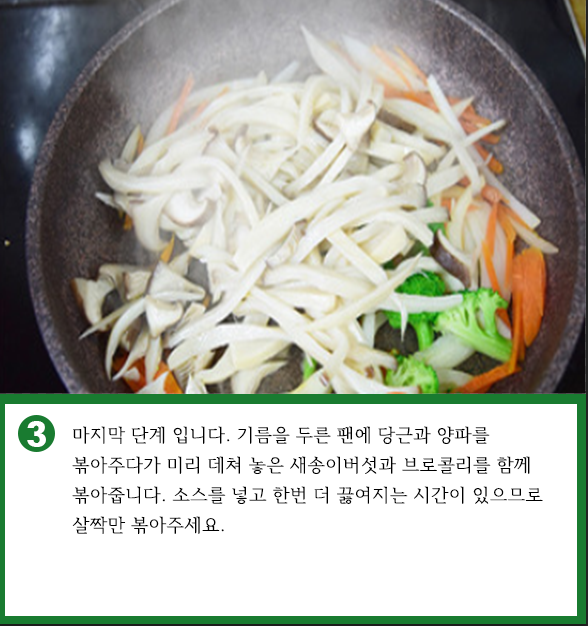 3
마지막 단계 입니다. 기름을 두른 팬에 당근과 양파를
볶아주다가 미리 데쳐 놓은 새송이버섯과 브로콜리를 함께
볶아줍니다. 소스를 넣고 한번 더 끓여지는 시간이 있으므로
살짝만 볶아주세요.